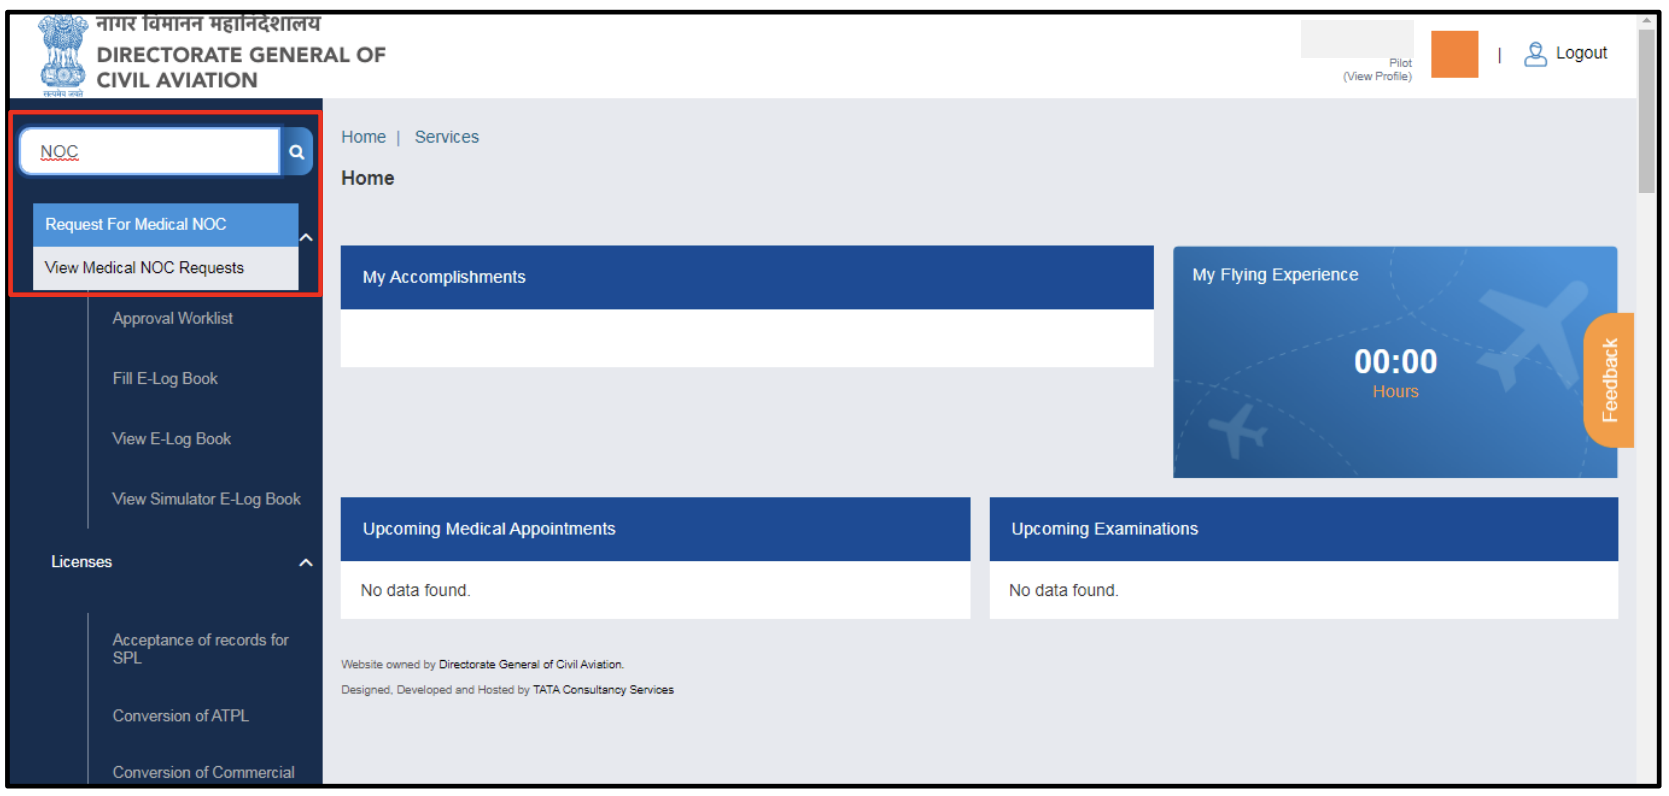 नागर विमानन महानिदेशालय
DIRECTORATE GENERAL OF
CIVIL AVIATION
सत्यमेव जयते
Pilot
(View Profile)
|
Logout
NOC
Request For Medical NOC
View Medical NOC Requests
Approval Worklist
Fill E-Log Book
View E-Log Book
View Simulator E-Log Book
Licenses
Acceptance of records for
SPL
Conversion of ATPL
Conversion of Commercial
Home | Services
Home
My Accomplishments
My Flying Experience
00:00
Hours
Feedback
Upcoming Medical Appointments
No data found.
Upcoming Examinations
No data found.
Website owned by Directorate General of Civil Aviation.
Designed, Developed and Hosted by TATA Consultancy Services